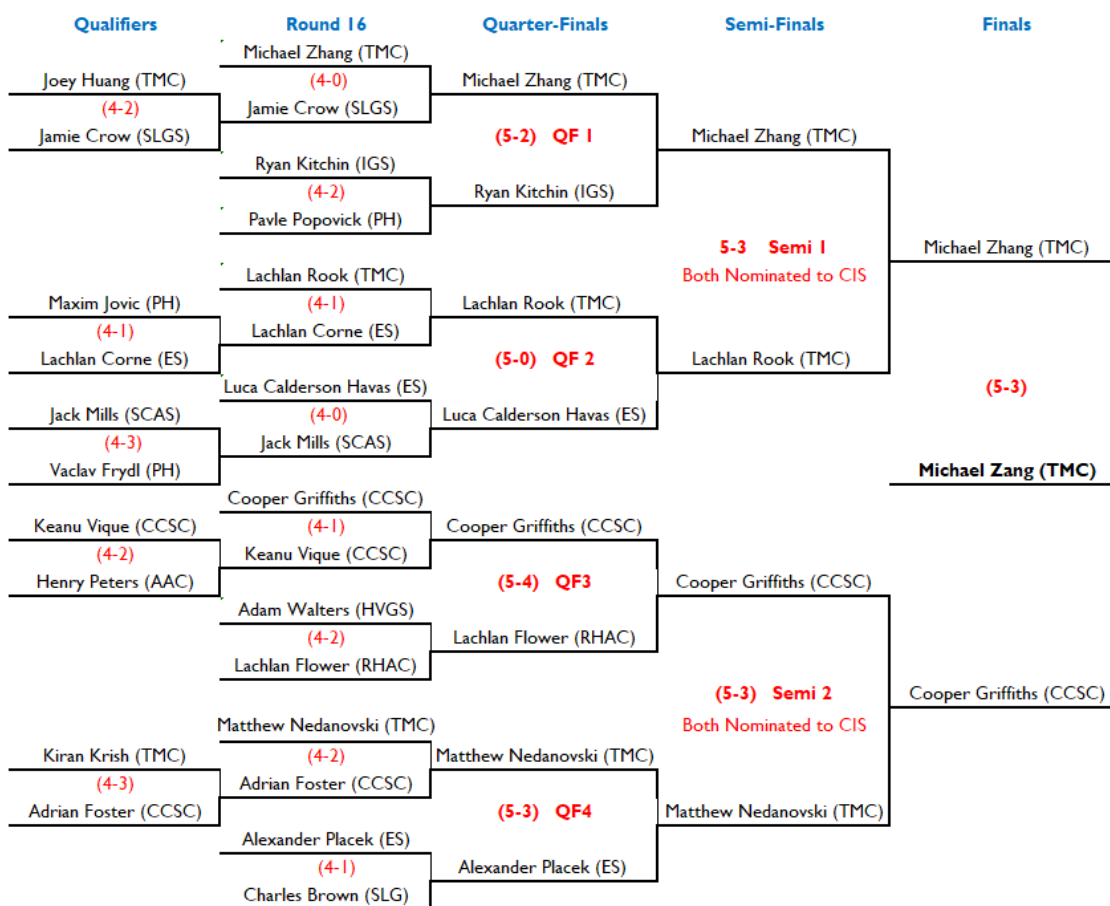 Qualifiers
Round 16
Quarter-Finals
Semi-Finals
Finals
Joey Huang (TMC)
(4-2)
Jamie Crow (SLGS)
Maxim Jovic (PH)
(4-1)
Lachlan Corne (ES)
Jack Mills (SCAS)
(4-3)
Vaclav Frydl (PH)
Keanu Vique (CCSC)
(4-2)
Henry Peters (AAC)
Kiran Krish (TMC)
(4-3)
Adrian Foster (CCSC)
Michael Zhang (TMC)
(4-0)
Jamie Crow (SLGS)
Ryan Kitchin (IGS)
(4-2)
Pavle Popovick (PH)
Lachlan Rook (TMC)
(4-1)
Lachlan Corne (ES)
Luca Calderson Havas (ES)
(4-0)
Jack Mills (SCAS)
Cooper Griffiths (CCSC)
(4-1)
Keanu Vique (CCSC)
Adam Walters (HVGS)
(4-2)
Lachlan Flower (RHAC)
Matthew Nedanovski (TMC)
(4-2)
Adrian Foster (CCSC)
Alexander Placek (ES)
(4-1)
Charles Brown (SLG)
Michael Zhang (TMC)
(5-2) QF 1
Ryan Kitchin (IGS)
Lachlan Rook (TMC)
(5-0) QF 2
Luca Calderson Havas (ES)
Cooper Griffiths (CCSC)
(5-4) QF3
Lachlan Flower (RHAC)
Matthew Nedanovski (TMC)
(5-3) QF4
Alexander Placek (ES)
Michael Zhang (TMC)
5-3 Semi 1
Both Nominated to CIS
Lachlan Rook (TMC)
Cooper Griffiths (CCSC)
(5-3) Semi 2
Both Nominated to CIS
Matthew Nedanovski (TMC)
Michael Zhang (TMC)
(5-3)
Michael Zang (TMC)
Cooper Griffiths (CCSC)